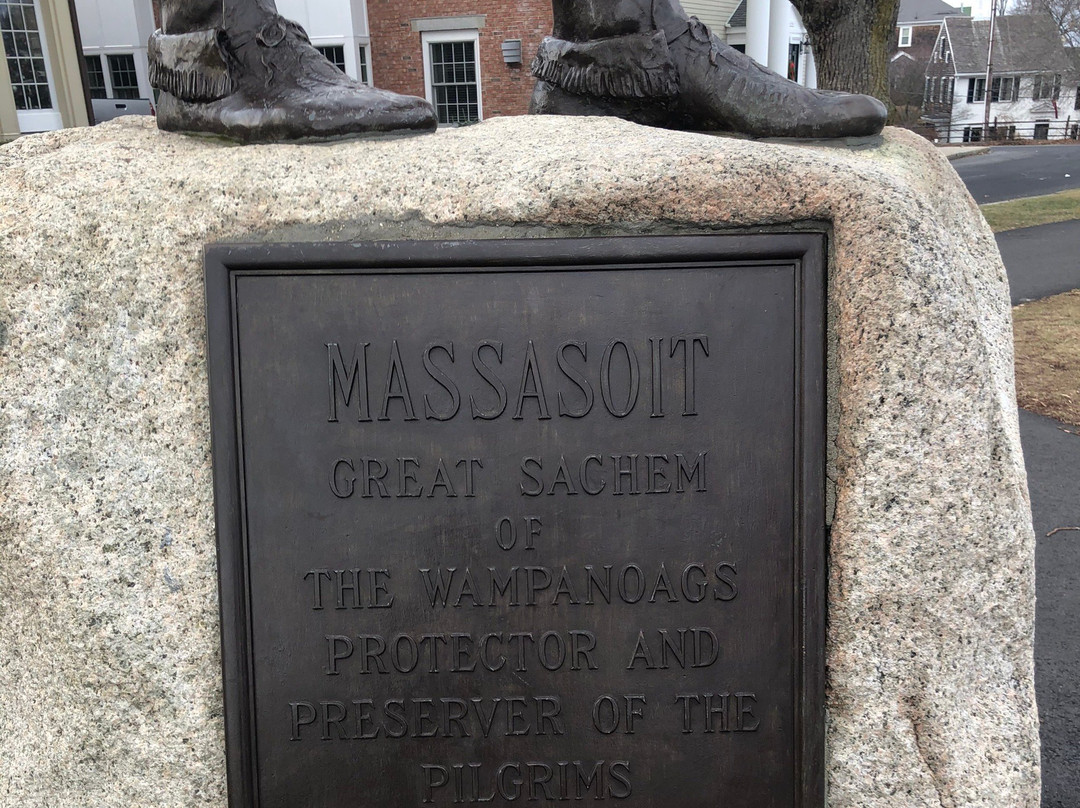 MASSASOIT
GREAT SACHEM
OF
THE WAMPANOAGS
PROTECTOR AND
PRESERVER OF THE
PILGRIMS